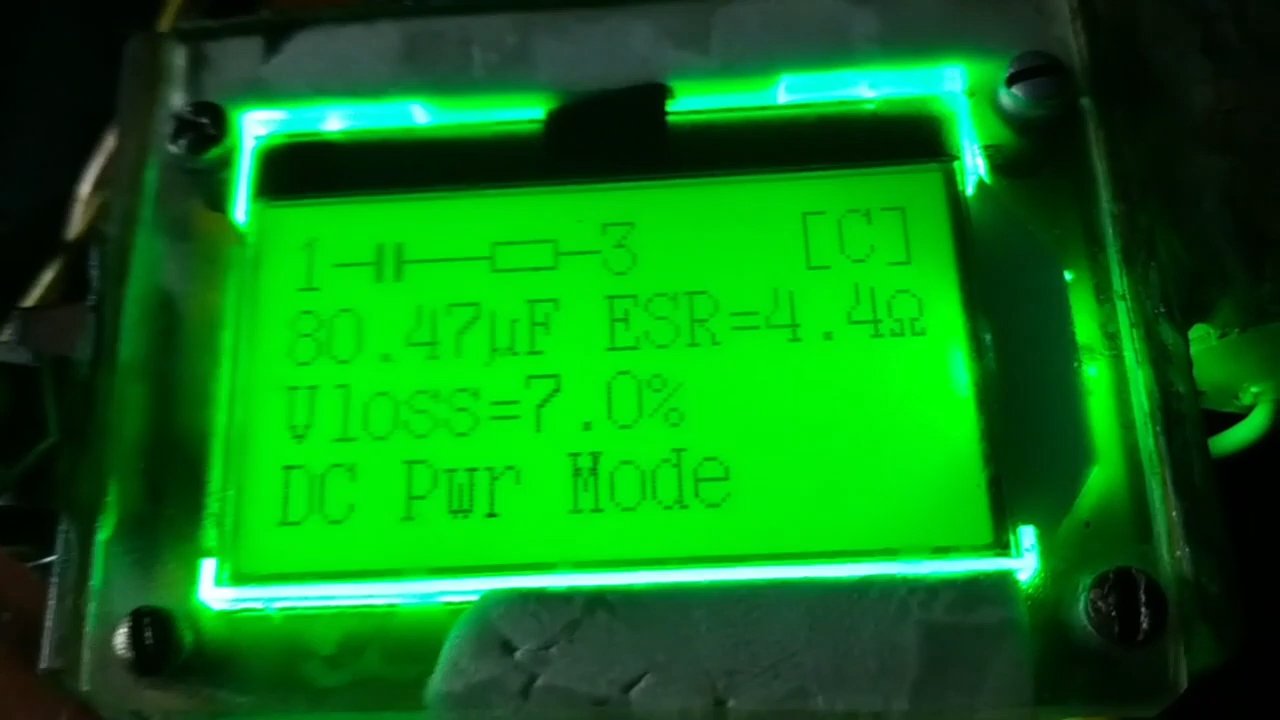 1 3 [C]
80.47µF ESR=4.4Ω
Vloss=7.0%
DC Pwr Mode